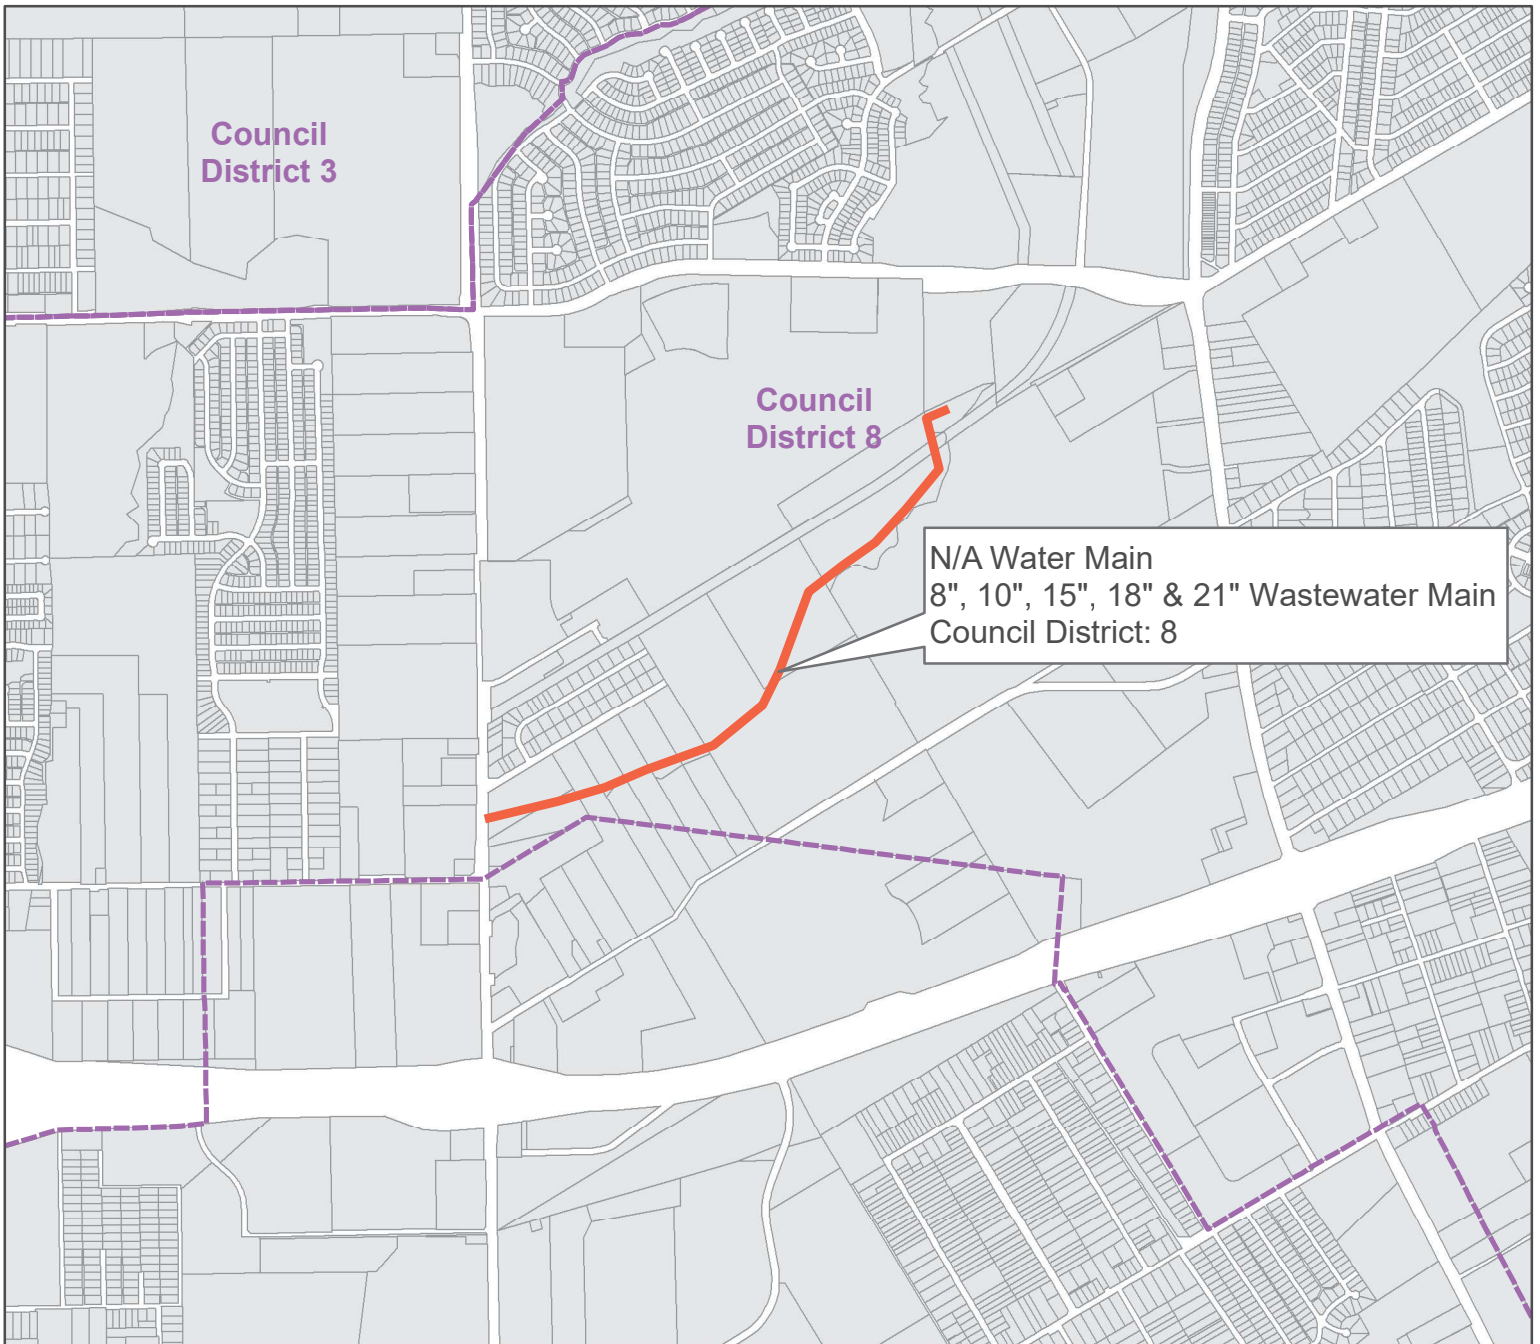 Council
District 3
Council
District 8
N/A Water Main
8", 10", 15", 18" & 21" Wastewater Main
Council District: 8